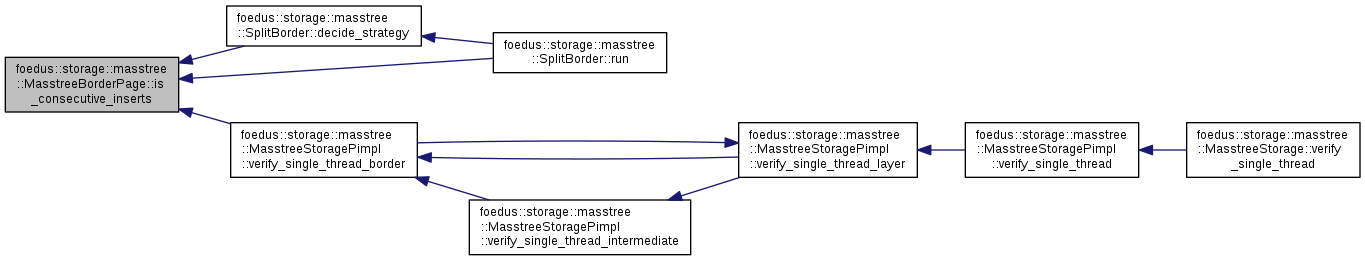 foedus::storage::masstree
::SplitBorder::decide_strategy
foedus::storage::masstree
::SplitBorder::run
foedus::storage::masstree
::MasstreeBorderPage::is
_consecutive_inserts
foedus::storage::masstree
::MasstreeStoragePimpl
::verify_single_thread_border
foedus::storage::masstree
::MasstreeStoragePimpl
::verify_single_thread_layer
foedus::storage::masstree
::MasstreeStoragePimpl
::verify_single_thread
foedus::storage::masstree
::MasstreeStorage::verify
_single_thread
foedus::storage::masstree
::MasstreeStoragePimpl
::verify_single_thread_intermediate